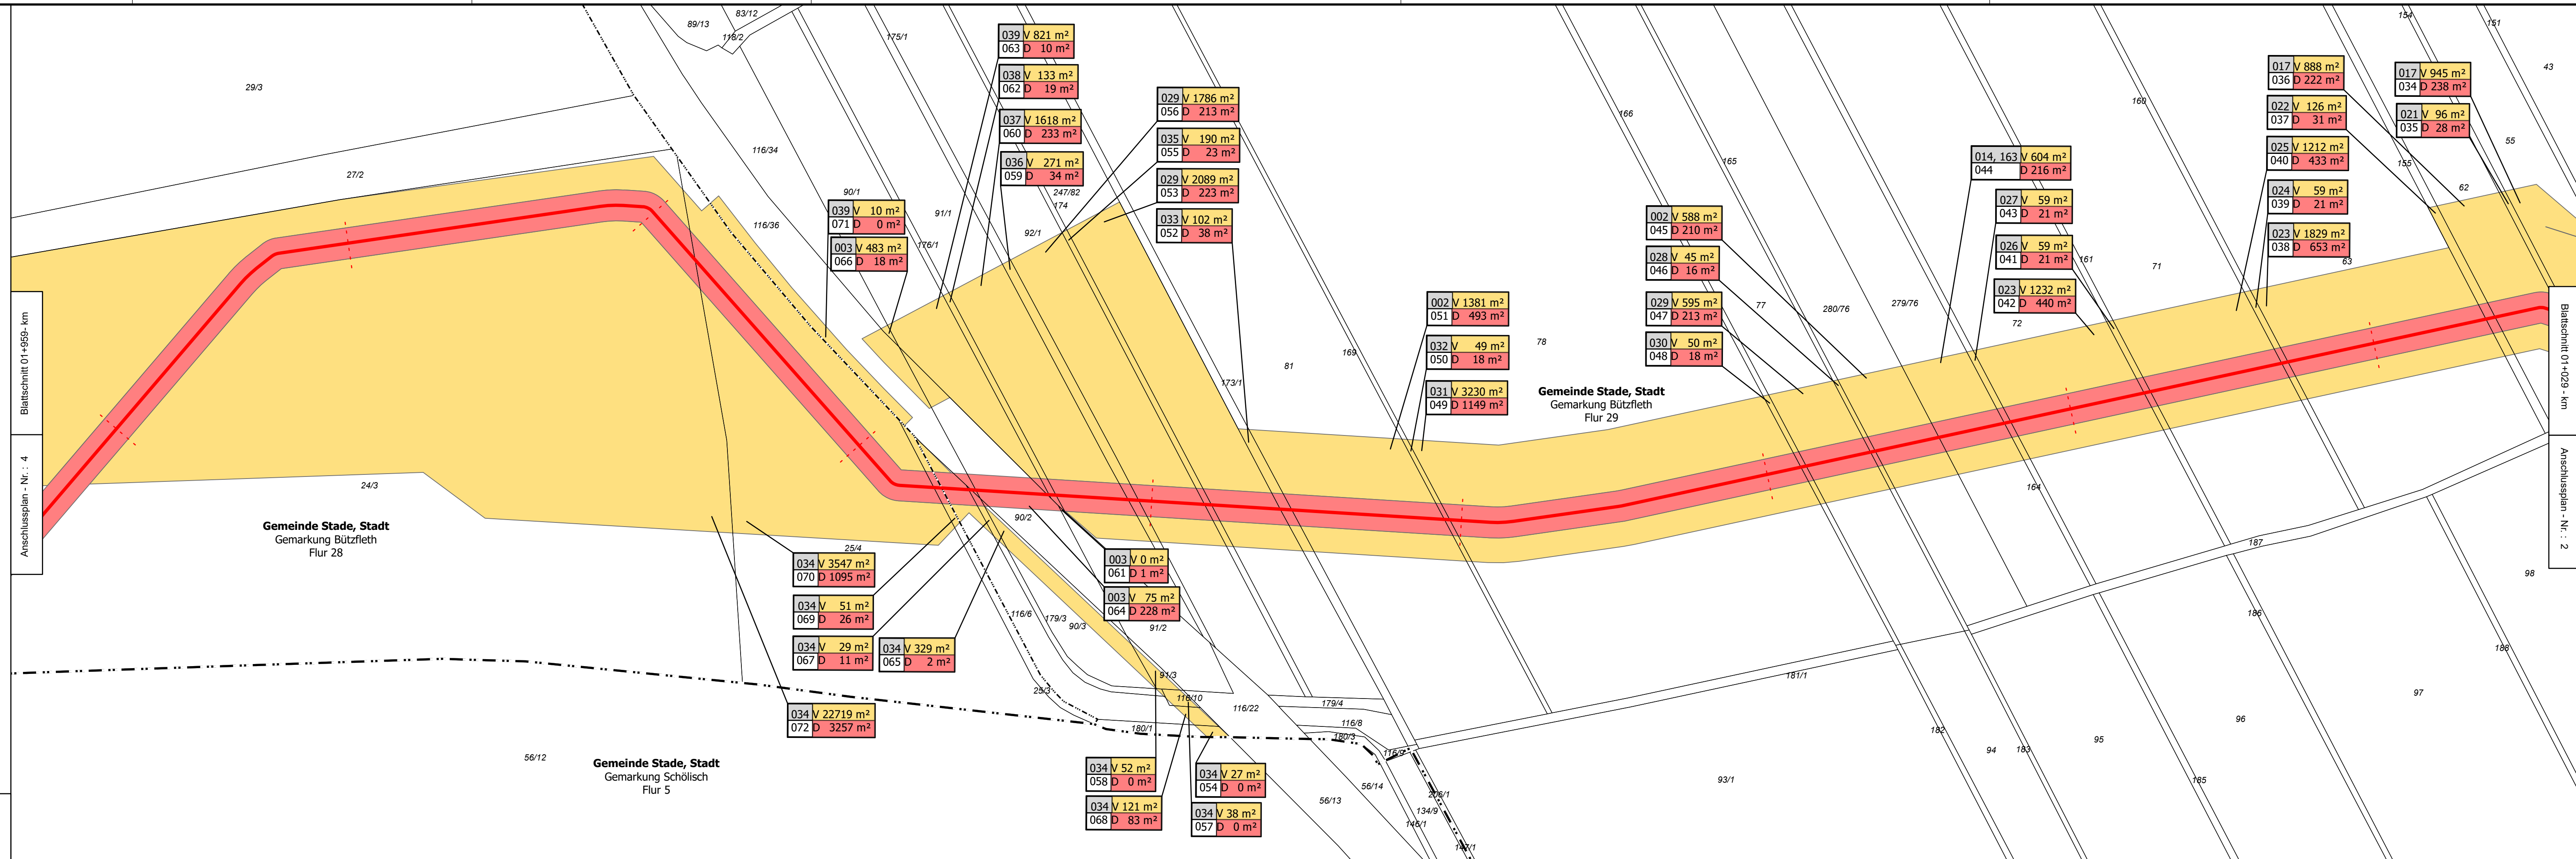 89/13
83/12
118/2
175/1
154
151
29/3
43
039 V 821 m²
063 D 10 m²
038 V 133 m²
062 D 19 m²
037 V 1618 m²
060 D 233 m²
036 V 271 m²
059 D 34 m²
029 V 1786 m²
056 D 213 m²
035 V 190 m²
055 D 23 m²
029 V 2089 m²
053 D 223 m²
033 V 102 m²
052 D 38 m²
247/82
174
166
165
160
014, 163 V 604 m²
044 D 216 m²
027 V 59 m²
043 D 21 m²
026 V 59 m²
041 D 21 m²
023 V 1232 m²
042 D 440 m²
161
71
72
017 V 888 m²
036 D 222 m²
022 V 126 m²
037 D 31 m²
025 V 1212 m²
040 D 433 m²
024 V 59 m²
039 D 21 m²
023 V 1829 m²
038 D 653 m²
63
017 V 945 m²
034 D 238 m²
021 V 96 m²
035 D 28 m²
155
62
55
27/2
116/34
116/36
90/1
039 V 10 m²
071 D 0 m²
003 V 483 m²
066 D 18 m²
91/1
176/1
92/1
002 V 588 m²
045 D 210 m²
028 V 45 m²
046 D 16 m²
029 V 595 m²
047 D 213 m²
030 V 50 m²
048 D 18 m²
77
280/76
279/76
002 V 1381 m²
051 D 493 m²
032 V 49 m²
050 D 18 m²
031 V 3230 m²
049 D 1149 m²
169
81
173/1
78
Gemeinde Stade, Stadt
Gemarkung Bützfleth
Flur 29
Blattschnitt 01+959- km
Anschlussplan - Nr. : 4
Blattschnitt 01+029 - km
Anschlussplan - Nr. : 2
24/3
Gemeinde Stade, Stadt
Gemarkung Bützfleth
Flur 28
164
187
98
90/2
25/4
034 V 3547 m²
070 D 1095 m²
034 V 51 m²
069 D 26 m²
034 V 29 m²
067 D 11 m²
034 V 329 m²
065 D 2 m²
034 V 22719 m²
072 D 3257 m²
003 V 0 m²
061 D 1 m²
003 V 75 m²
064 D 228 m²
116/6
179/3
90/3
91/2
91/3
25/3
116/10
116/22
179/4
180/1
116/8
180/3
116/9
181/1
186
188
97
96
182
94
183
95
185
93/1
56/12
Gemeinde Stade, Stadt
Gemarkung Schölisch
Flur 5
034 V 52 m²
058 D 0 m²
034 V 121 m²
068 D 83 m²
034 V 27 m²
054 D 0 m²
034 V 38 m²
057 D 0 m²
56/13
56/14
206/1
134/9
146/1
147/1